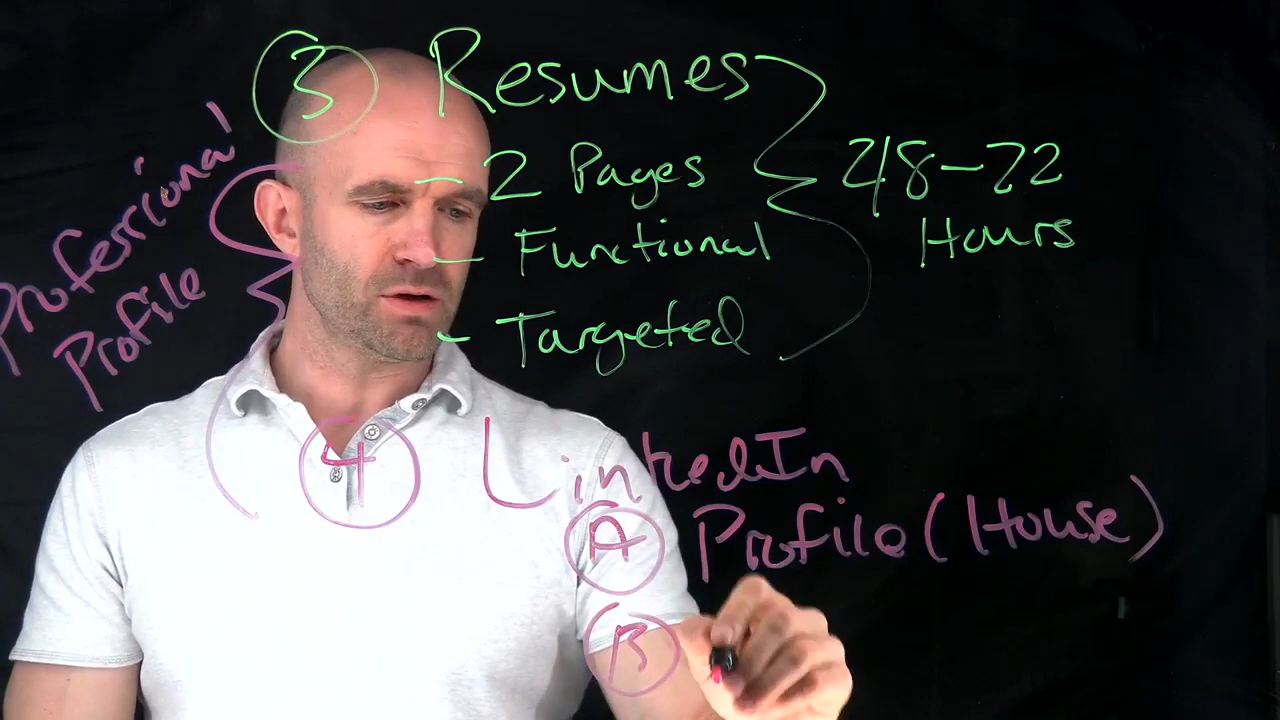 ③ Resumes
- 2 Pages
- Functional
- Targeted
48-72
Hours
Professional
Profile
④ LinkedIn
Ⓐ Profile (House)
Ⓑ